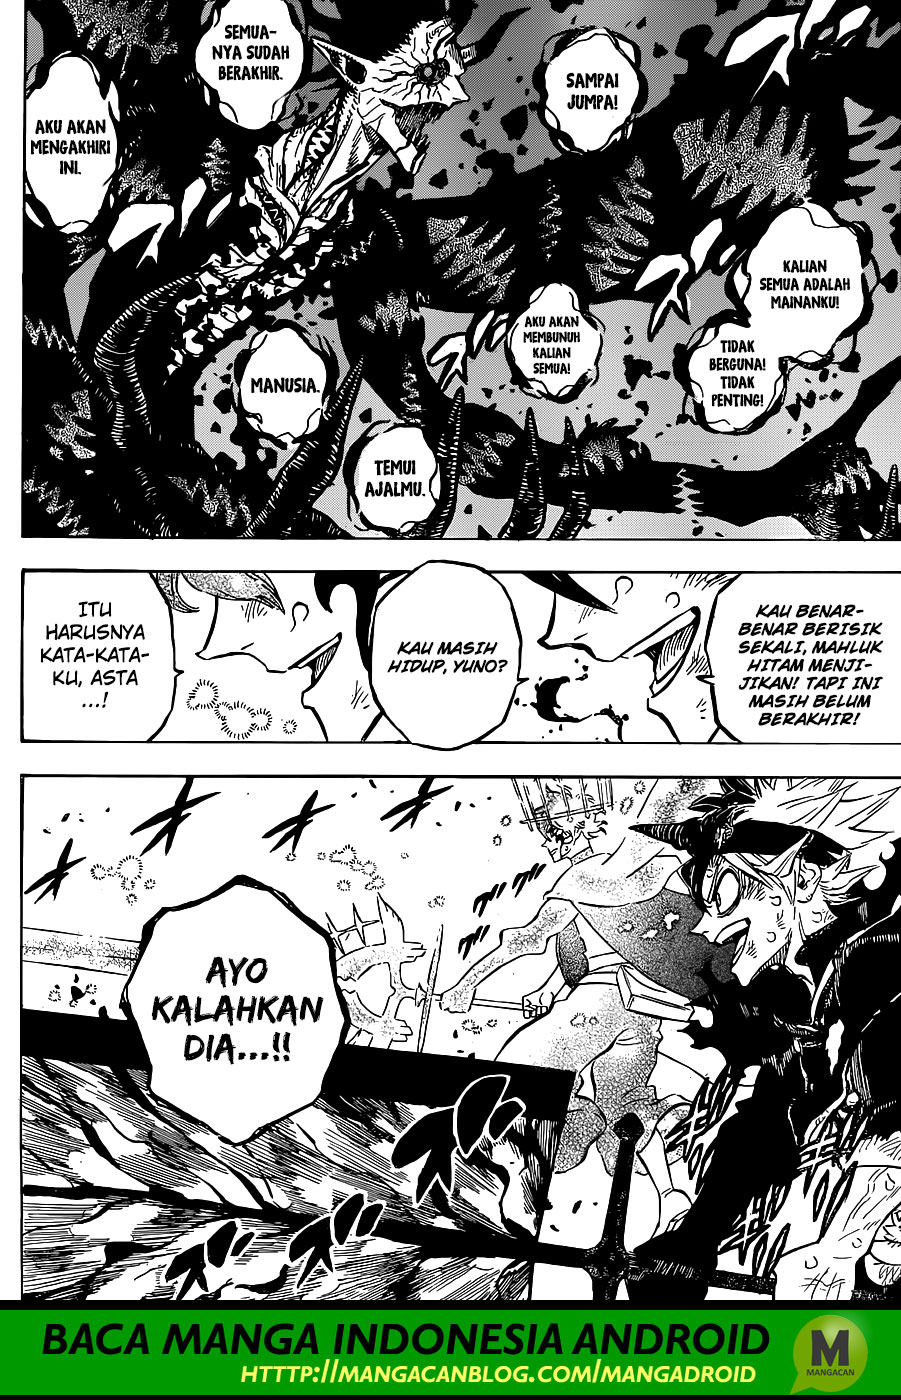 SAMPAI
JUMPA!
SEMUA-
NYA SUDAH
BERAKHIR.
AKU AKAN
MENGAKHIRI
INI.
KALIAN
SEMUA ADALAH
MAINANKU!
TIDAK
BERGUNA!
TIDAK
PENTING!
AKU AKAN
MEMBUNUH
KALIAN
SEMUA!
MANUSIA.
TEMUI
AJALMU.
KAU BENAR-
BENAR BERISIK
SEKALI, MAHLUK
HITAM MENJI-
JIKAN! TAPI INI
MASIH BELUM
BERAKHIR!
KAU MASIH
HIDUP, YUNO?
ITU
HARUSNYA
KATA-KATA-
KU, ASTA
...!
AYO
KALAHKAN
DIA...!!
BACA MANGA INDONESIA ANDROID
HTTTP://MANGACANBLOG.COM/MANGADROID
M
MANGACAN